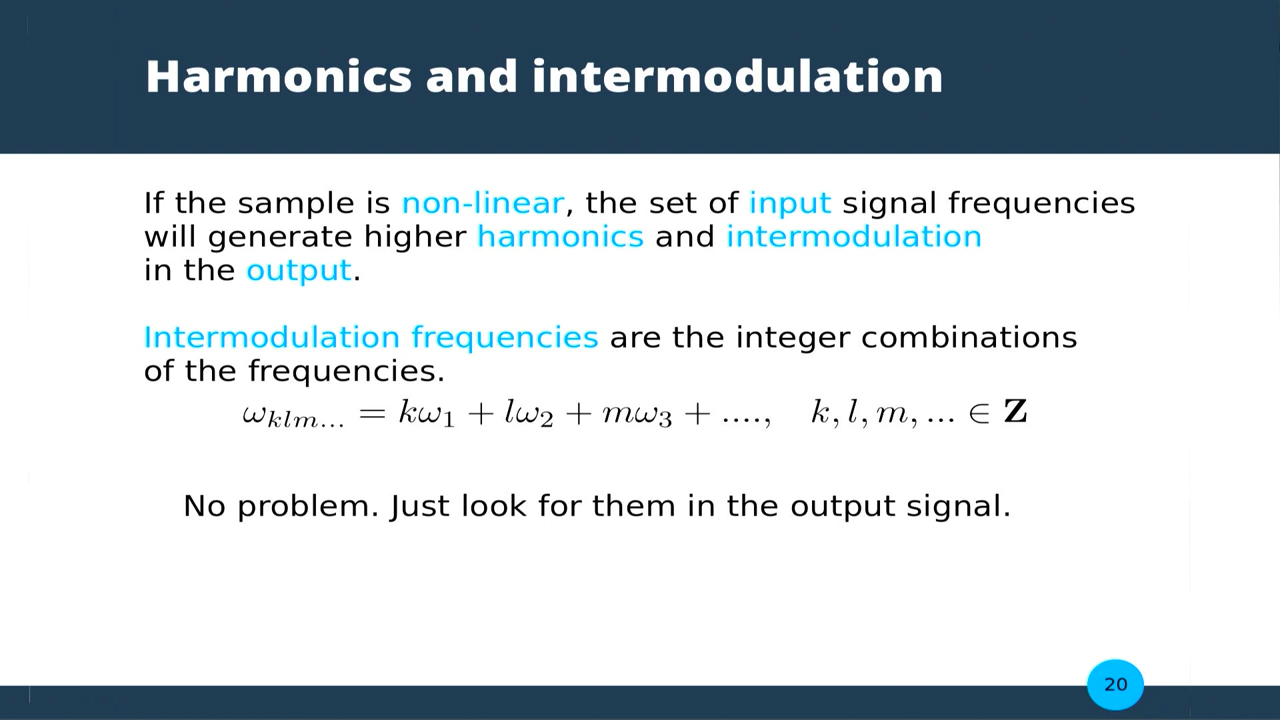 Harmonics and intermodulation
If the sample is non-linear, the set of input signal frequencies
will generate higher harmonics and intermodulation
in the output.
Intermodulation frequencies are the integer combinations
of the frequencies.
ωₖₗₘ... = kω₁ + lω₂ + mω₃ + ...., k, l, m, ... ∈ Z
No problem. Just look for them in the output signal.
20